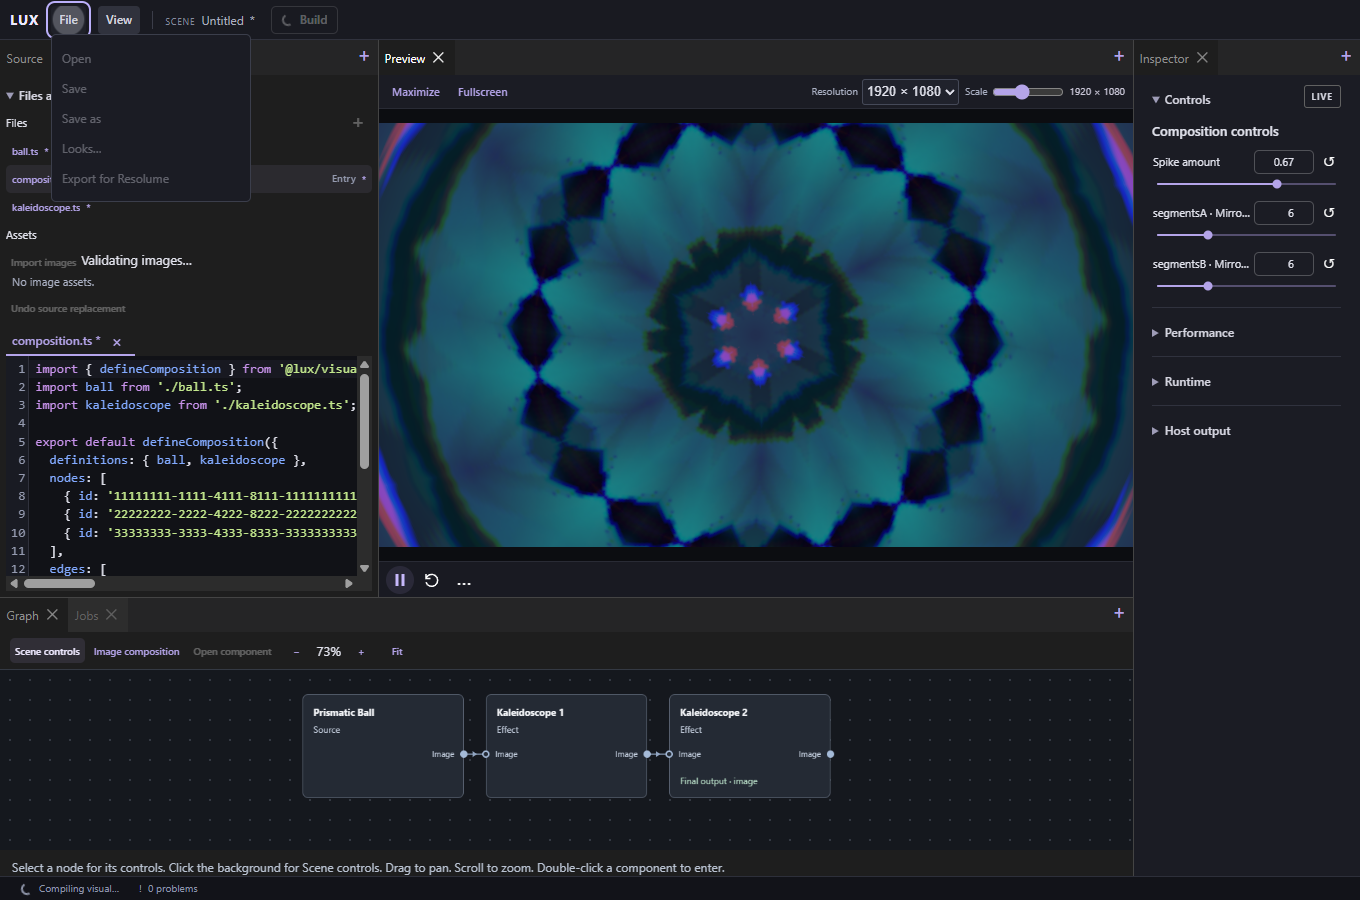 LUX File View SCENE Untitled * Build
Open
Save
Save as
Looks...
Export for Resolume
Source
Files a
Files
ball.ts *
composit
Entry *
kaleidoscope.ts *
Assets
Import images Validating images...
No image assets.
Undo source replacement
composition.ts *
1 import { defineComposition } from '@lux/visua
2 import ball from './ball.ts';
3 import kaleidoscope from './kaleidoscope.ts';
4
5 export default defineComposition({
6 definitions: { ball, kaleidoscope },
7 nodes: [
8 { id: '11111111-1111-4111-8111-1111111111
9 { id: '22222222-2222-4222-8222-2222222222
10 { id: '33333333-3333-4333-8333-3333333333
11 ],
12 edges: [
Preview
Maximize Fullscreen
Resolution 1920 × 1080 Scale 1920 × 1080
...
Inspector
Controls LIVE
Composition controls
Spike amount 0.67
segmentsA · Mirro... 6
segmentsB · Mirro... 6
Performance
Runtime
Host output
Graph Jobs
Scene controls Image composition Open component − 73% + Fit
Prismatic Ball
Source
Image
Kaleidoscope 1
Effect
Image Image
Kaleidoscope 2
Effect
Image Image
Final output · image
Select a node for its controls. Click the background for Scene controls. Drag to pan. Scroll to zoom. Double-click a component to enter.
Compiling visual... ! 0 problems